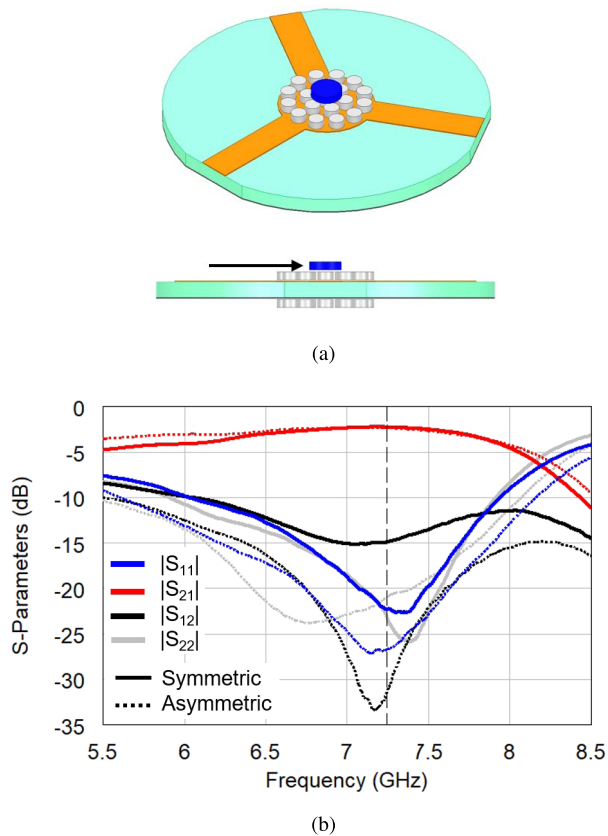 (a)
0
-5
-10
-15
-20
-25
-30
-35
S-Parameters (dB)
|S11|
|S21|
|S12|
|S22|
Symmetric
Asymmetric
5.5 6 6.5 7 7.5 8 8.5
Frequency (GHz)
(b)